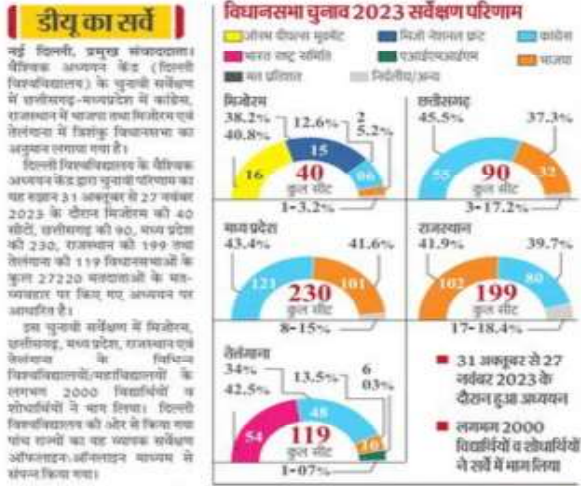 डीयू का सर्वे
नई दिल्ली, प्रमुख संवाददाता।
वैश्विक अध्ययन केंद्र (दिल्ली
विश्वविद्यालय) के चुनावी सर्वेक्षण
में छत्तीसगढ़-मध्यप्रदेश में कांग्रेस,
राजस्थान में भाजपा तथा मिजोरम एवं
तेलंगाना में त्रिशंकु विधानसभा का
अनुमान लगाया गया है।
दिल्ली विश्वविद्यालय के वैश्विक
अध्ययन केंद्र द्वारा चुनावी परिणाम का
यह रुझान 31 अक्तूबर से 27 नवंबर
2023 के दौरान मिजोरम की 40
सीटों, छत्तीसगढ़ की 90, मध्य प्रदेश
की 230, राजस्थान की 199 तथा
तेलंगाना की 119 विधानसभाओं के
कुल 27220 मतदाताओं के मत-
व्यवहार पर किए गए अध्ययन पर
आधारित है।
इस चुनावी सर्वेक्षण में मिजोरम,
छत्तीसगढ़, मध्य प्रदेश, राजस्थान एवं
तेलंगाना के विभिन्न
विश्वविद्यालयों/महाविद्यालयों के
लगभग 2000 विद्यार्थियों व
शोधार्थियों ने भाग लिया। दिल्ली
विश्वविद्यालय की ओर से किया गया
पांच राज्यों का यह व्यापक सर्वेक्षण
ऑफलाइन/ऑनलाइन माध्यम से
संपन्न किया गया।
विधानसभा चुनाव 2023 सर्वेक्षण परिणाम
जोरम पीपल्स मूवमेंट मिजो नेशनल फ्रंट कांग्रेस
भारत राष्ट्र समिति एआईएमआईएम भाजपा
मत प्रतिशत निर्दलीय/अन्य
मिजोरम
38.2% 12.6% 2
40.8% 5.2%
16 15 06
40
कुल सीट
1-3.2%
छत्तीसगढ़
45.5% 37.3%
55 32
90
कुल सीट
3-17.2%
मध्य प्रदेश
43.4% 41.6%
121 101
230
कुल सीट
8-15%
राजस्थान
41.9% 39.7%
102 80
199
कुल सीट
17-18.4%
तेलंगाना
34% 13.5% 6
42.5% 03%
54 48 10
119
कुल सीट
1-07%
31 अक्तूबर से 27
नवंबर 2023 के
दौरान हुआ अध्ययन
लगभग 2000
विद्यार्थियों व शोधार्थियों
ने सर्वे में भाग लिया